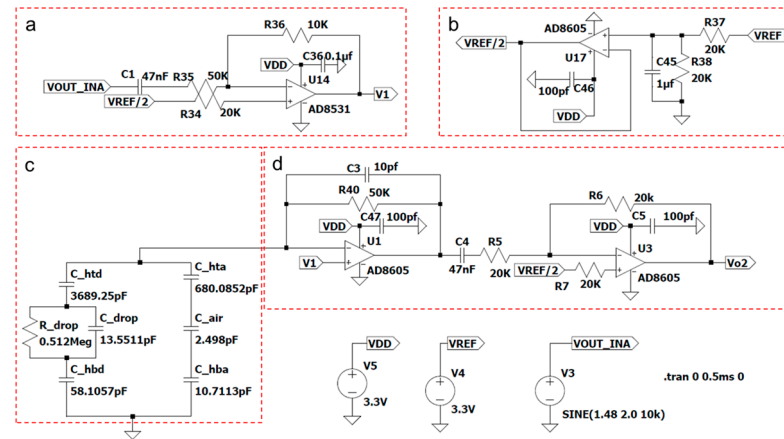 a
R36
10K
VDD
C36
0.1µf
U14
C1
47nF
R35
50K
VOUT_INA
VREF/2
R34
20K
AD8531
V1
b
AD8605
R37
VREF/2
VREF
20K
U17
C45
R38
20K
1µf
100pf
C46
VDD
c
C_htd
3689.25pF
C_hta
680.0852pF
R_drop
0.512Meg
C_drop
13.5511pF
C_air
2.498pF
C_hbd
58.1057pF
C_hba
10.7113pF
d
C3
10pf
R40
50K
C47
VDD
100pf
U1
V1
AD8605
C4
47nF
R5
20K
R6
20k
VDD
C5
100pf
U3
VREF/2
R7
20K
AD8605
Vo2
VDD
V5
3.3V
VREF
V4
3.3V
VOUT_INA
V3
SINE(1.48 2.0 10k)
.tran 0 0.5ms 0